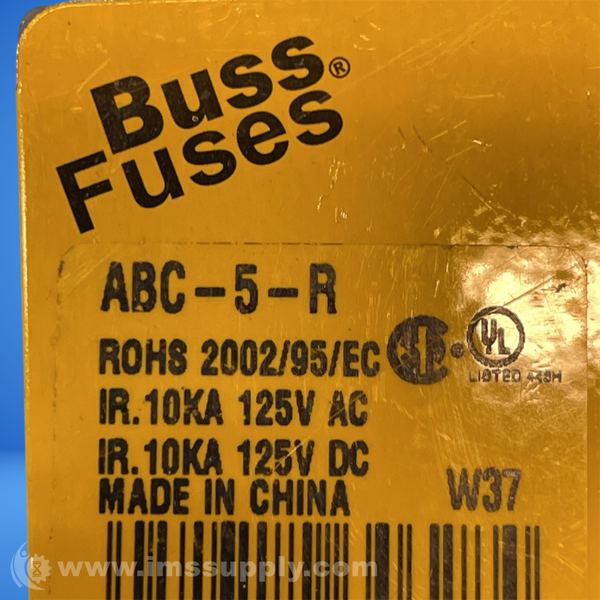 Buss®
Fuses
ABC-5-R
ROHS 2002/95/EC
IR.10KA 125V AC
IR.10KA 125V DC
MADE IN CHINA
W37
UL
LISTED
www.imssupply.com